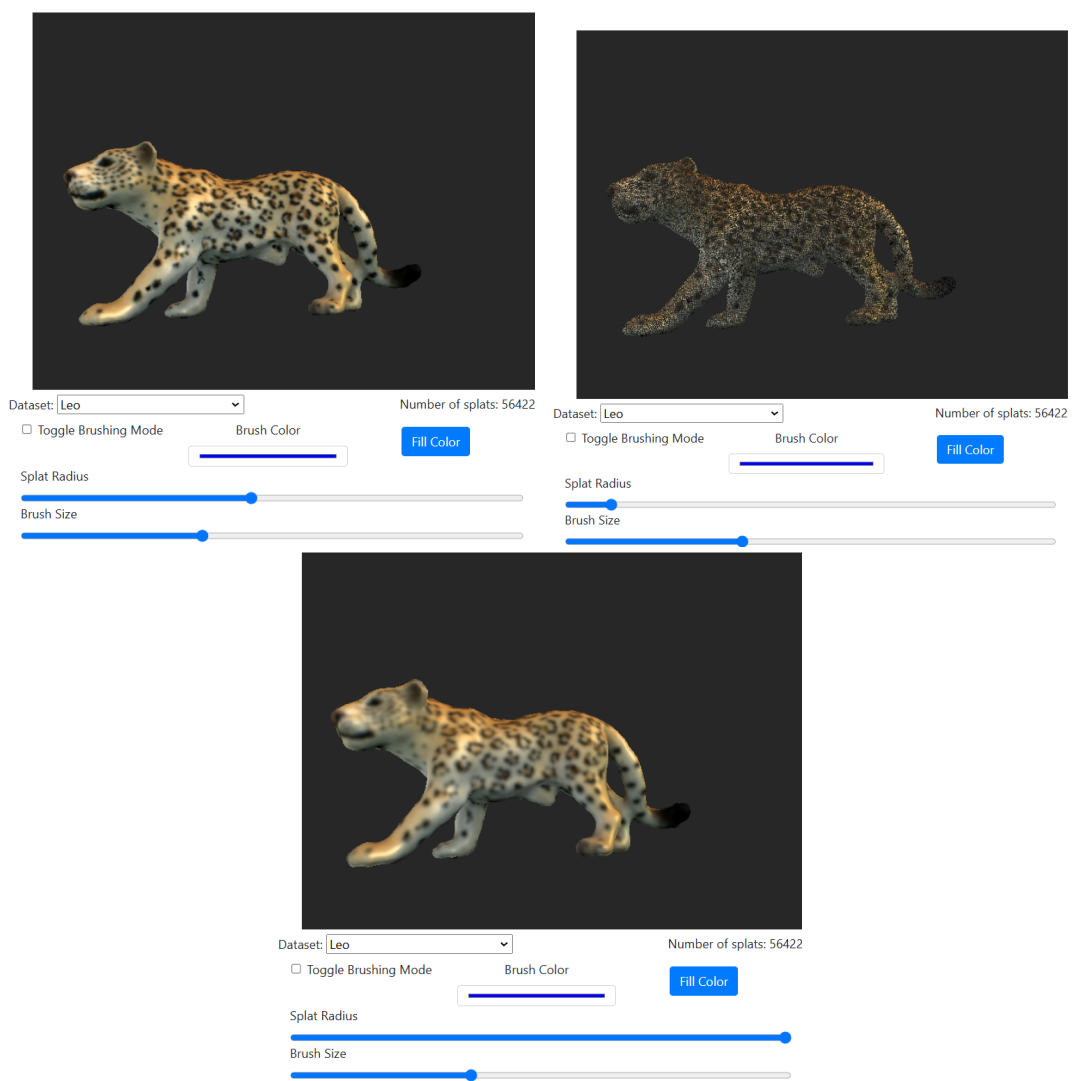 Dataset: Leo Number of splats: 56422
Toggle Brushing Mode Brush Color Fill Color
Splat Radius
Brush Size
Dataset: Leo Number of splats: 56422
Toggle Brushing Mode Brush Color Fill Color
Splat Radius
Brush Size
Dataset: Leo Number of splats: 56422
Toggle Brushing Mode Brush Color Fill Color
Splat Radius
Brush Size